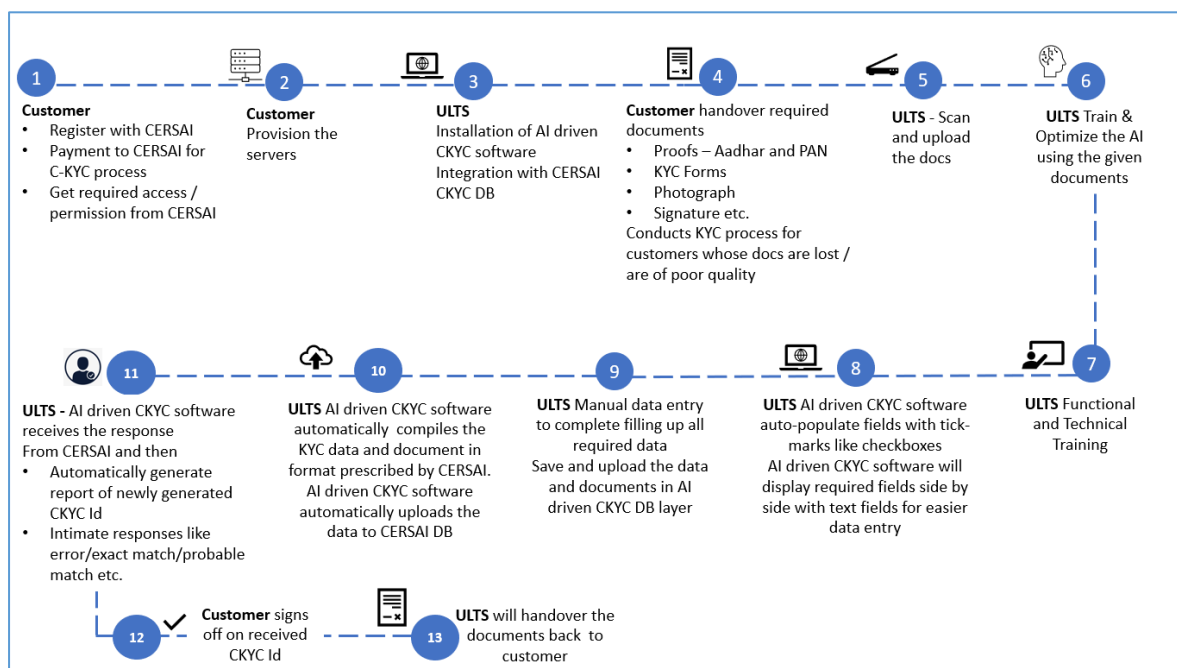 1
Customer
• Register with CERSAI
• Payment to CERSAI for
C-KYC process
• Get required access /
permission from CERSAI
2
Customer
Provision the
servers
3
ULTS
Installation of AI driven
CKYC software
Integration with CERSAI
CKYC DB
4
Customer handover required
documents
• Proofs – Aadhar and PAN
• KYC Forms
• Photograph
• Signature etc.
Conducts KYC process for
customers whose docs are lost /
are of poor quality
5
ULTS - Scan
and upload
the docs
6
ULTS Train &
Optimize the AI
using the given
documents
7
ULTS Functional
and Technical
Training
8
ULTS AI driven CKYC software
auto-populate fields with tick-
marks like checkboxes
AI driven CKYC software will
display required fields side by
side with text fields for easier
data entry
9
ULTS Manual data entry
to complete filling up all
required data
Save and upload the data
and documents in AI
driven CKYC DB layer
10
ULTS AI driven CKYC software
automatically compiles the
KYC data and document in
format prescribed by CERSAI.
AI driven CKYC software
automatically uploads the
data to CERSAI DB
11
ULTS - AI driven CKYC software
receives the response
From CERSAI and then
• Automatically generate
report of newly generated
CKYC Id
• Intimate responses like
error/exact match/probable
match etc.
12
Customer signs
off on received
CKYC Id
13
ULTS will handover the
documents back to
customer